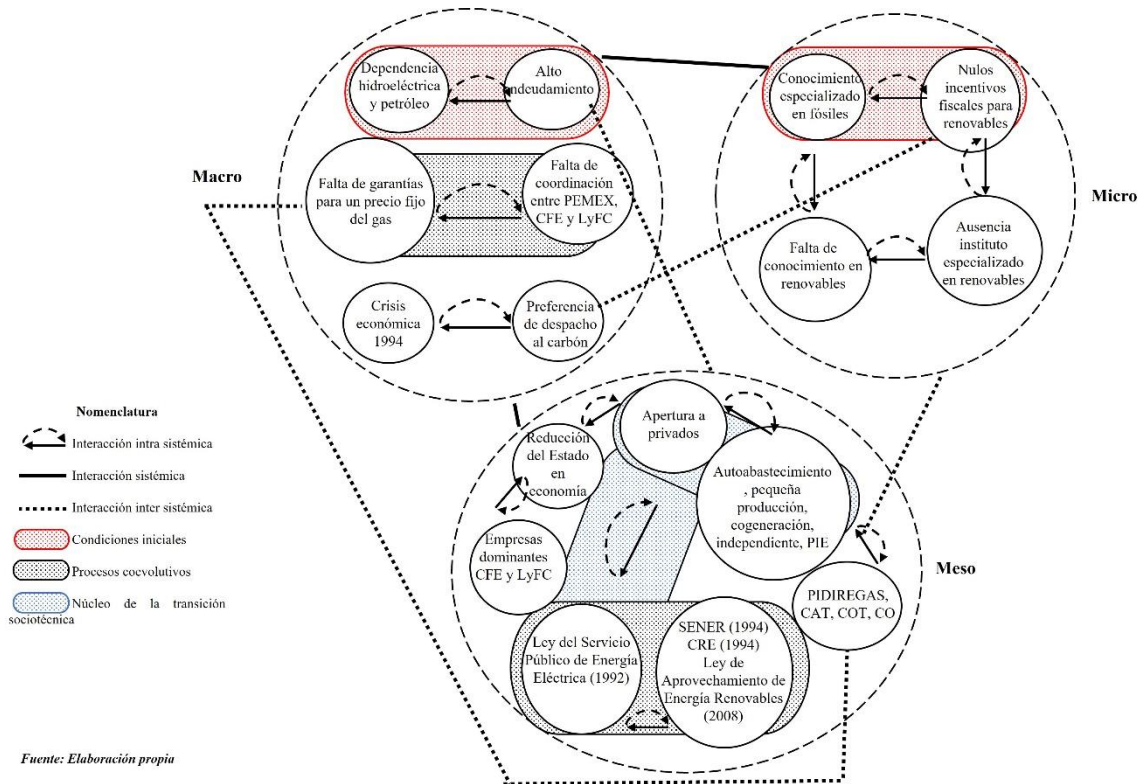 Dependencia
hidroeléctrica
y petróleo
Alto
endeudamiento
Macro
Falta de garantías
para un precio fijo
del gas
Falta de
coordinación
entre PEMEX,
CFE y LyFC
Crisis
económica
1994
Preferencia
de despacho
al carbón
Conocimiento
especializado
en fósiles
Nulos
incentivos
fiscales para
renovables
Micro
Falta de
conocimiento en
renovables
Ausencia
instituto
especializado
en renovables
Nomenclatura
Interacción intra sistémica
Interacción sistémica
Interacción inter sistémica
Condiciones iniciales
Procesos coevolutivos
Núcleo de la transición
sociotécnica
Apertura a
privados
Reducción
del Estado
en
economía
Autoabastecimiento
, pequeña
producción,
cogeneración,
independiente, PIE
Empresas
dominantes
CFE y LyFC
Meso
PIDIREGAS,
CAT, COT, CO
Ley del Servicio
Público de Energía
Eléctrica (1992)
SENER (1994)
CRE (1994)
Ley de
Aprovechamiento de
Energía Renovables
(2008)
Fuente: Elaboración propia